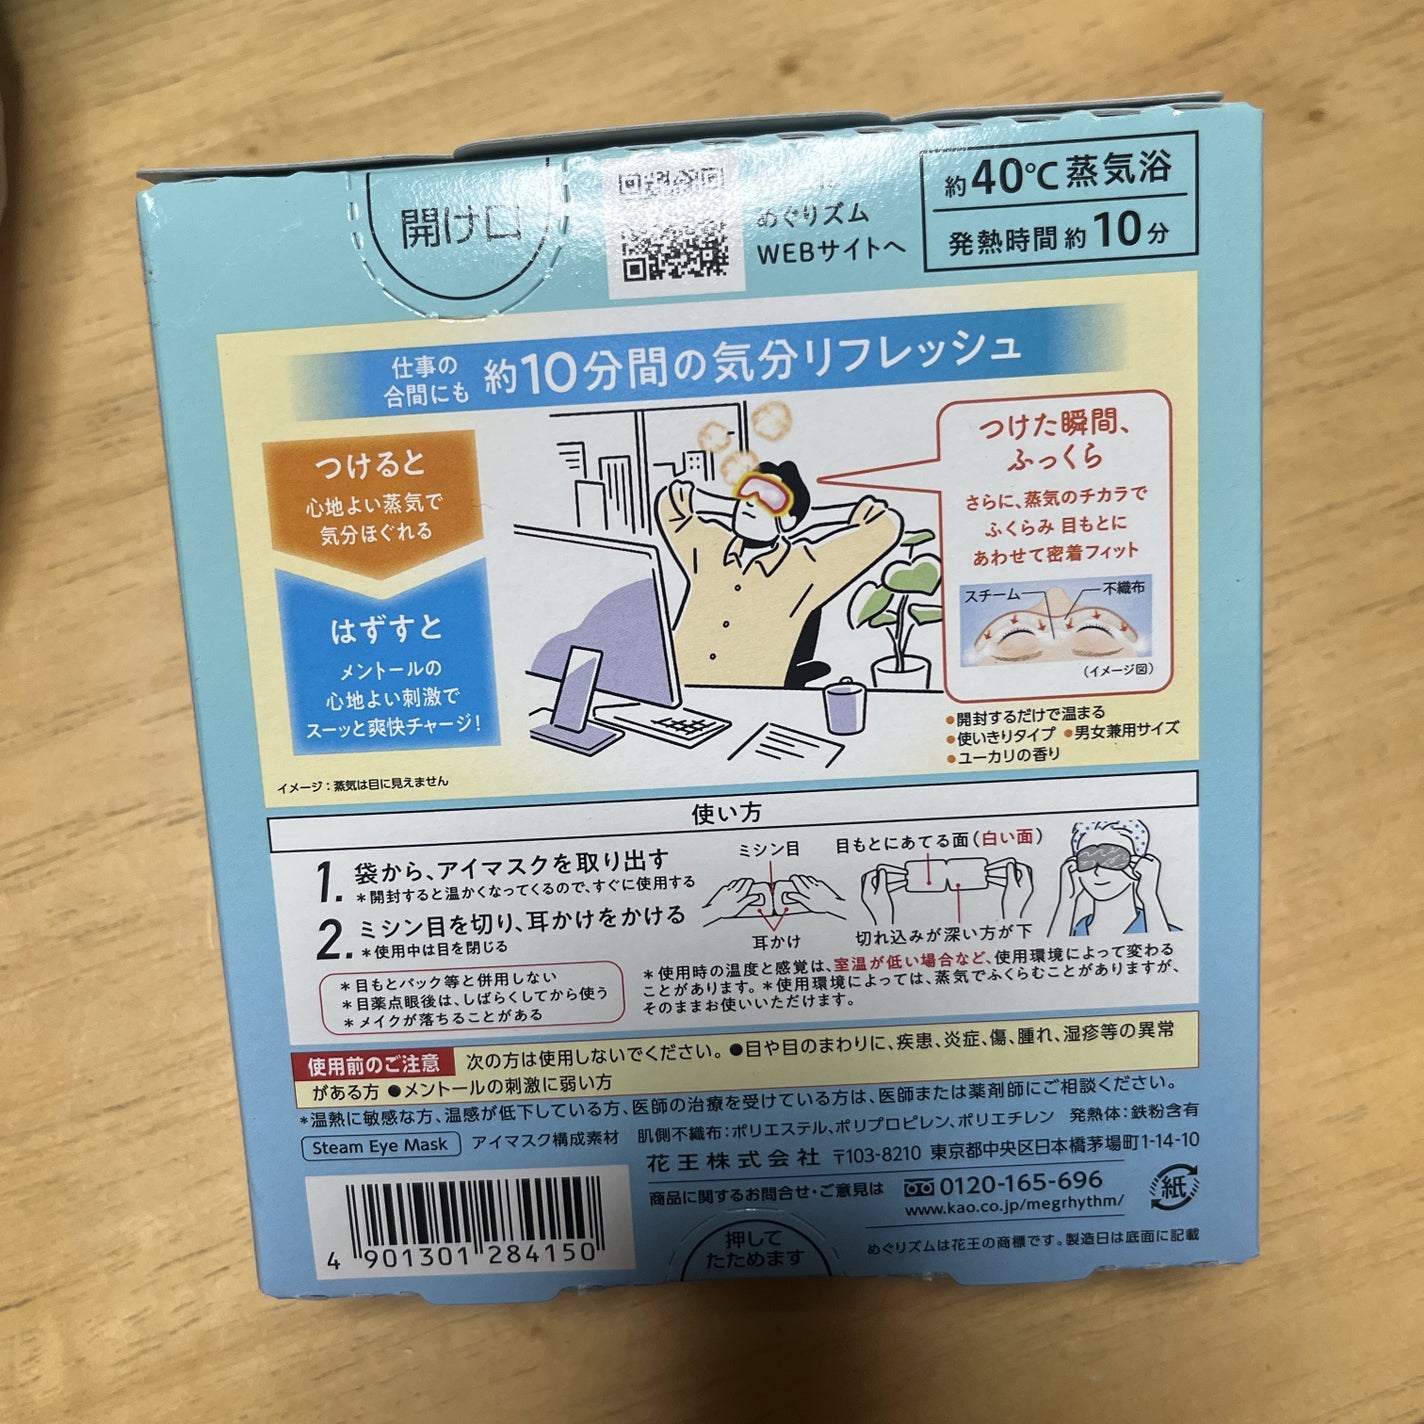 開け口
めぐりズム
WEBサイトへ
約40℃蒸気浴
発熱時間 約10分
仕事の
合間にも
約10分間の気分リフレッシュ
つけると
心地よい蒸気で
気分ほぐれる
はずすと
メントールの
心地よい刺激で
スーッと爽快チャージ!
イメージ:蒸気は目に見えません
つけた瞬間、
ふっくら
さらに、蒸気のチカラで
ふくらみ 目もとに
あわせて密着フィット
スチーム
不織布
(イメージ図)
●開封するだけで温まる
●使いきりタイプ ●男女兼用サイズ
●ユーカリの香り
使い方
1. 袋から、アイマスクを取り出す
*開封すると温かくなってくるので、すぐに使用する
2. ミシン目を切り、耳かけをかける
*使用中は目を閉じる
ミシン目
耳かけ
目もとにあてる面(白い面)
切れ込みが深い方が下
*目もとパック等と併用しない
*目薬点眼後は、しばらくしてから使う
*メイクが落ちることがある
*使用時の温度と感覚は、室温が低い場合など、使用環境によって変わる
ことがあります。*使用環境によっては、蒸気でふくらむことがありますが、
そのままお使いいただけます。
使用前のご注意 次の方は使用しないでください。●目や目のまわりに、疾患、炎症、傷、腫れ、湿疹等の異常
がある方 ●メントールの刺激に弱い方
*温熱に敏感な方、温感が低下している方、医師の治療を受けている方は、医師または薬剤師にご相談ください。
Steam Eye Mask アイマスク構成素材 肌側不織布:ポリエステル、ポリプロピレン、ポリエチレン 発熱体:鉄粉含有
花王株式会社 〒103-8210 東京都中央区日本橋茅場町1-14-10
商品に関するお問合せ・ご意見は 0120-165-696
www.kao.co.jp/megrhythm/
紙
めぐりズムは花王の商標です。製造日は底面に記載
押して
たためます
4 901301 284150